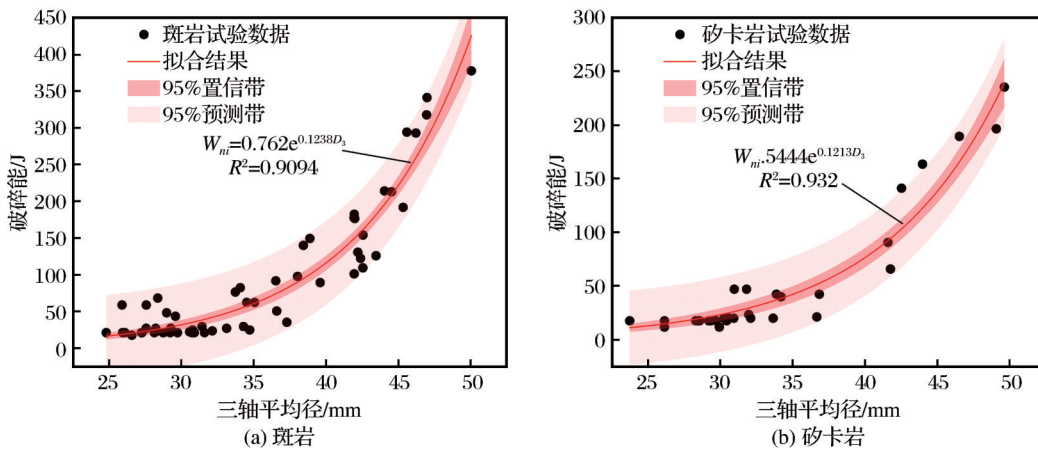 450
400
350
300
250
200
150
100
50
0
破碎能/J
斑岩试验数据
拟合结果
95%置信带
95%预测带
Wni=0.762e^0.1238D3
R²=0.9094
25 30 35 40 45 50
三轴平均径/mm
(a) 斑岩
300
250
200
150
100
50
0
破碎能/J
矽卡岩试验数据
拟合结果
95%置信带
95%预测带
Wni.5444e^0.1213D3
R²=0.932
25 30 35 40 45 50
三轴平均径/mm
(b) 矽卡岩